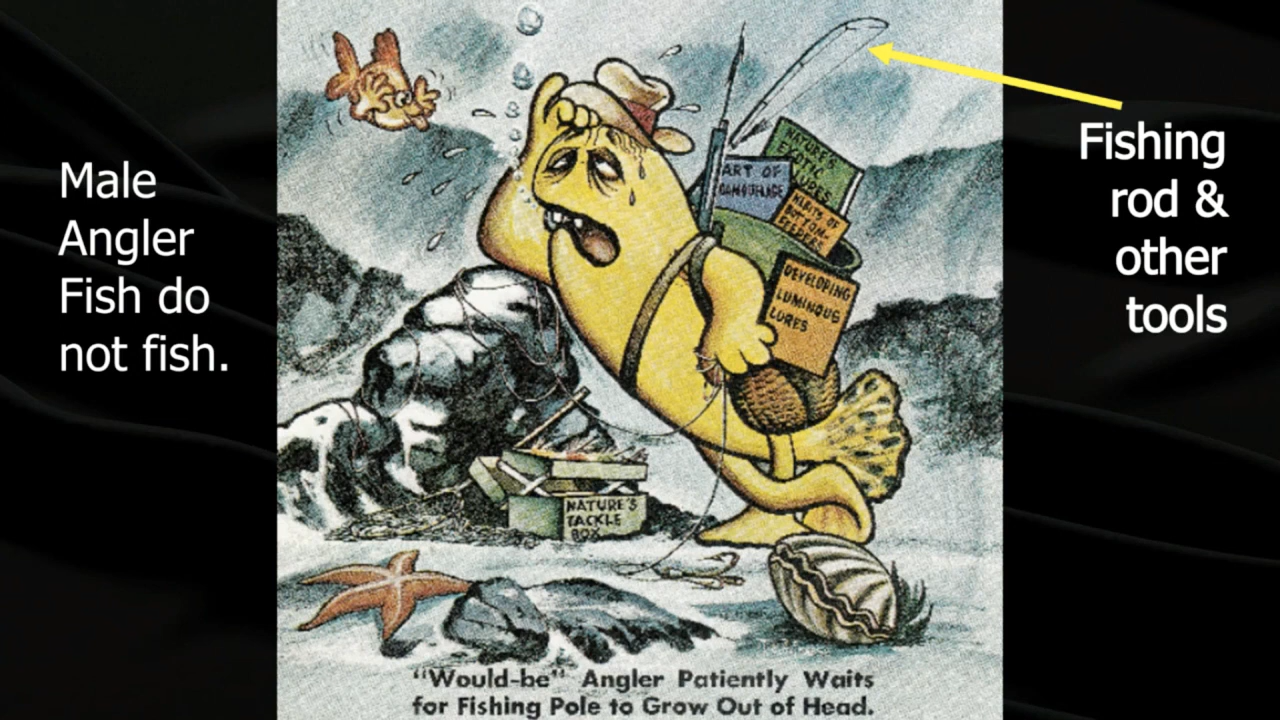 Male
Angler
Fish do
not fish.
Fishing
rod &
other
tools
NATURE'S
EXOTIC
LURES
ART OF
CAMOUFLAGE
HABITS OF
BOTTOM-
FEEDERS
DEVELOPING
LUMINOUS
LURES
NATURE'S
TACKLE
BOX
"Would-be" Angler Patiently Waits
for Fishing Pole to Grow Out of Head.